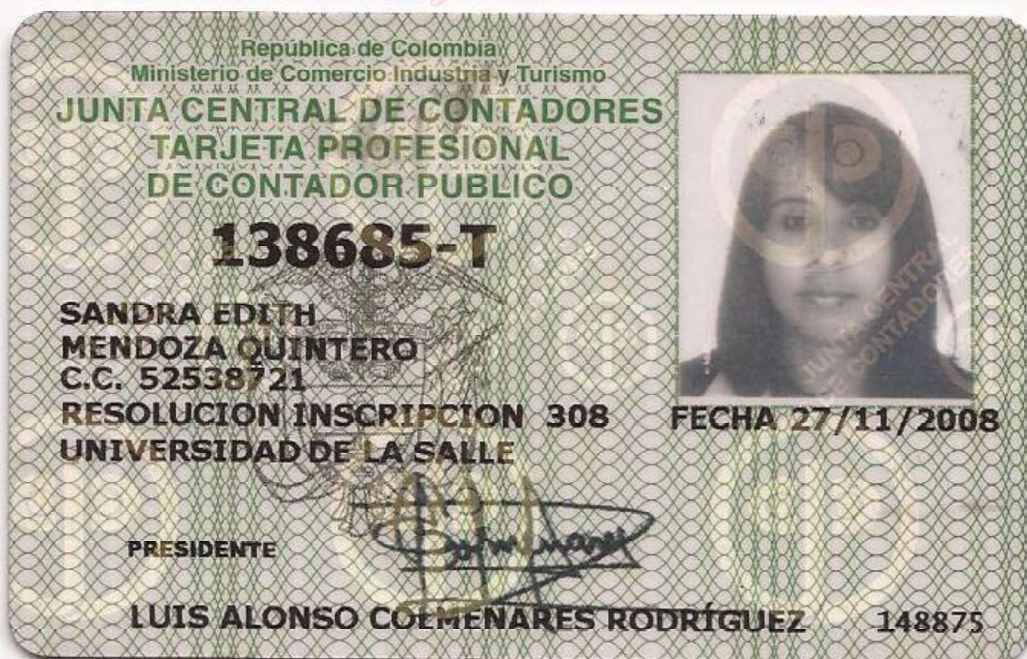 República de Colombia
Ministerio de Comercio Industria y Turismo
JUNTA CENTRAL DE CONTADORES
TARJETA PROFESIONAL
DE CONTADOR PUBLICO
138685-T
SANDRA EDITH
MENDOZA QUINTERO
C.C. 52538721
RESOLUCION INSCRIPCION 308
UNIVERSIDAD DE LA SALLE
JUNTA CENTRAL
DE CONTADORES
FECHA 27/11/2008
PRESIDENTE
LUIS ALONSO COLMENARES RODRÍGUEZ 148875